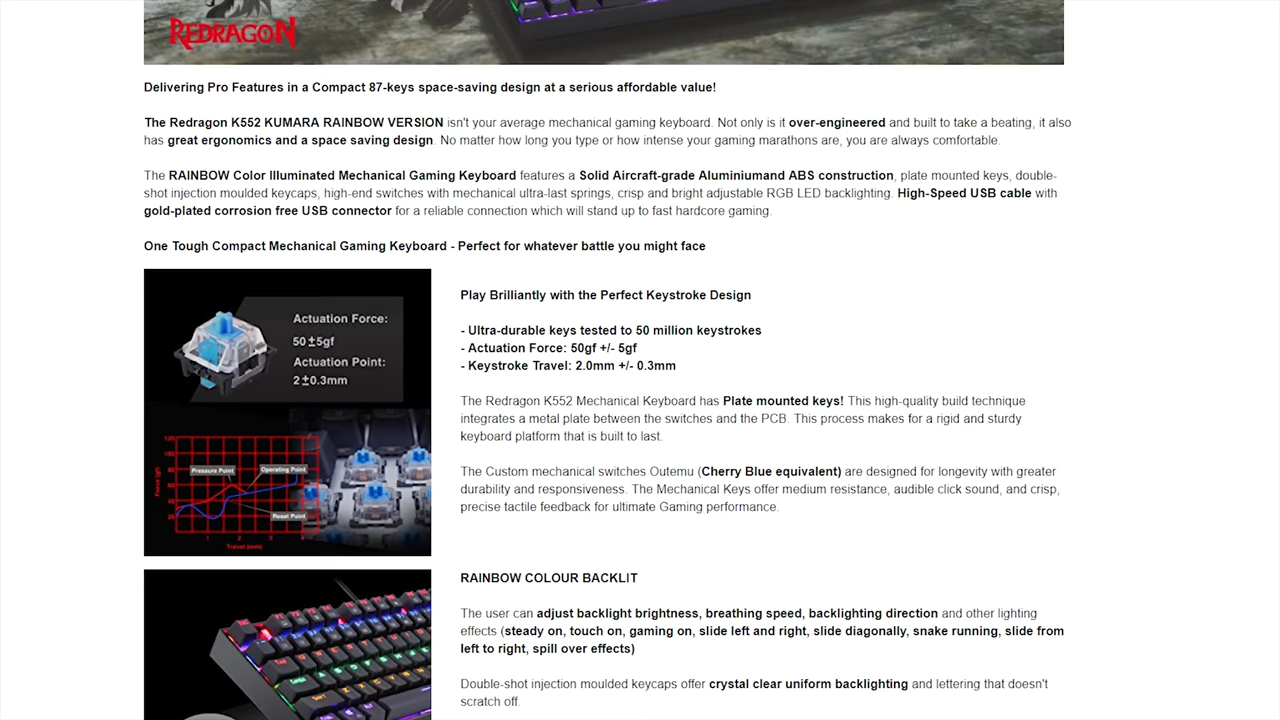 REDRAGON
Delivering Pro Features in a Compact 87-keys space-saving design at a serious affordable value!
The Redragon K552 KUMARA RAINBOW VERSION isn't your average mechanical gaming keyboard. Not only is it over-engineered and built to take a beating, it also
has great ergonomics and a space saving design. No matter how long you type or how intense your gaming marathons are, you are always comfortable.
The RAINBOW Color Illuminated Mechanical Gaming Keyboard features a Solid Aircraft-grade Aluminiumand ABS construction, plate mounted keys, double-
shot injection moulded keycaps, high-end switches with mechanical ultra-last springs, crisp and bright adjustable RGB LED backlighting. High-Speed USB cable with
gold-plated corrosion free USB connector for a reliable connection which will stand up to fast hardcore gaming.
One Tough Compact Mechanical Gaming Keyboard - Perfect for whatever battle you might face
Actuation Force:
50±5gf
Actuation Point:
2±0.3mm
Pressure Point
Operating Point
Reset Point
Travel (mm)
Play Brilliantly with the Perfect Keystroke Design
- Ultra-durable keys tested to 50 million keystrokes
- Actuation Force: 50gf +/- 5gf
- Keystroke Travel: 2.0mm +/- 0.3mm
The Redragon K552 Mechanical Keyboard has Plate mounted keys! This high-quality build technique
integrates a metal plate between the switches and the PCB. This process makes for a rigid and sturdy
keyboard platform that is built to last.
The Custom mechanical switches Outemu (Cherry Blue equivalent) are designed for longevity with greater
durability and responsiveness. The Mechanical Keys offer medium resistance, audible click sound, and crisp,
precise tactile feedback for ultimate Gaming performance.
RAINBOW COLOUR BACKLIT
The user can adjust backlight brightness, breathing speed, backlighting direction and other lighting
effects (steady on, touch on, gaming on, slide left and right, slide diagonally, snake running, slide from
left to right, spill over effects)
Double-shot injection moulded keycaps offer crystal clear uniform backlighting and lettering that doesn't
scratch off.